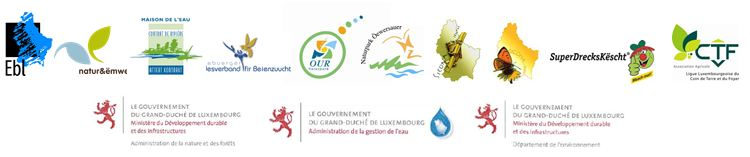 Ebl
natur&ëmwe
MAISON DE L'EAU
CONTRAT DE RIVIÈRE
ATTERT KONTRAKT
lesverband fir Beienzuucht
OUR
Naturpark
Naturpark Öewersauer
SuperDrecksKëscht
CTF
Association Agricole
Ligue Luxembourgeoise du
Coin de Terre et du Foyer
LE GOUVERNEMENT
DU GRAND-DUCHÉ DE LUXEMBOURG
Ministère du Développement durable
et des Infrastructures
Administration de la nature et des forêts
LE GOUVERNEMENT
DU GRAND-DUCHÉ DE LUXEMBOURG
Administration de la gestion de l'eau
LE GOUVERNEMENT
DU GRAND-DUCHÉ DE LUXEMBOURG
Ministère du Développement durable
et des Infrastructures
Département de l'environnement